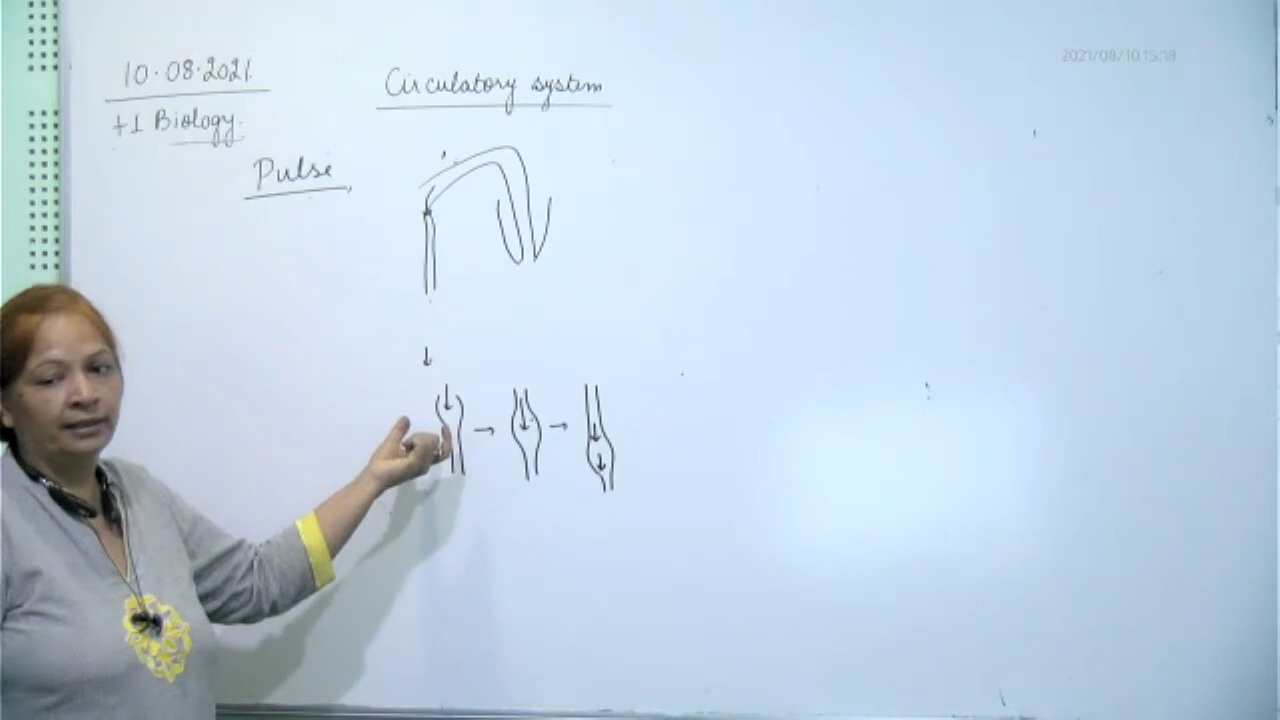 2021/08/10 15:18
10.08.2021.
Circulatory system
+1 Biology.
Pulse